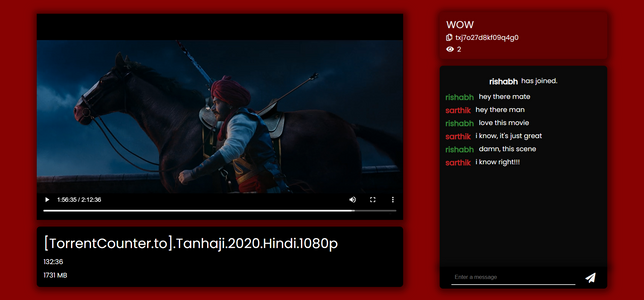 1:56:35 / 2:12:36
[TorrentCounter.to].Tanhaji.2020.Hindi.1080p
132:36
1731 MB
WOW
txj7o27d8kf09q4g0
2
rishabh has joined.
rishabh hey there mate
sarthik hey there man
rishabh love this movie
sarthik i know, it's just great
rishabh damn, this scene
sarthik i know right!!!
Enter a message